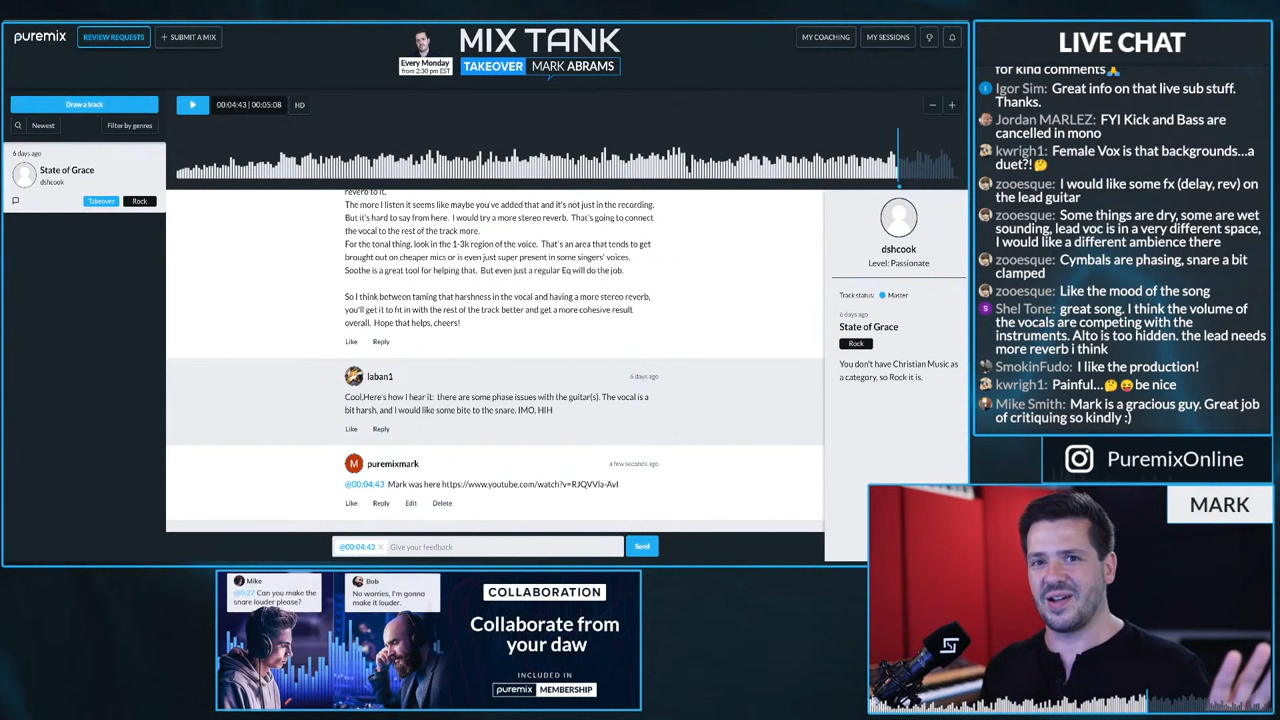 puremix
REVIEW REQUESTS
+ SUBMIT A MIX
Every Monday
from 2:30 pm EST
MIX TANK
TAKEOVER MARK ABRAMS
MY COACHING
MY SESSIONS
Draw a track
Newest
Filter by genres
6 days ago
State of Grace
dshcook
Takeover
Rock
00:04:43 | 00:05:08
HD
reverb to it.
The more I listen it seems like maybe you've added that and it's not just in the recording.
But it's hard to say from here. I would try a more stereo reverb. That's going to connect
the vocal to the rest of the track more.
For the tonal thing, look in the 1-3k region of the voice. That's an area that tends to get
brought out on cheaper mics or is even just super present in some singers' voices.
Soothe is a great tool for helping that. But even just a regular Eq will do the job.
So I think between taming that harshness in the vocal and having a more stereo reverb,
you'll get it to fit in with the rest of the track better and get a more cohesive result
overall. Hope that helps, cheers!
Like Reply
laban1
6 days ago
Cool,Here's how I hear it: there are some phase issues with the guitar(s). The vocal is a
bit harsh, and I would like some bite to the snare. IMO, HIH
Like Reply
M
puremixmark
a few seconds ago
@00:04:43 Mark was here https://www.youtube.com/watch?v=RJQVVla-AvI
Like Reply Edit Delete
@00:04:43 × Give your feedback
Send
dshcook
Level: Passionate
Track status: Master
6 days ago
State of Grace
Rock
You don't have Christian Music as
a category, so Rock it is.
LIVE CHAT
for kind comments🙏
I Igor Sim: Great info on that live sub stuff.
Thanks.
Jordan MARLEZ: FYI Kick and Bass are
cancelled in mono
kwrigh1: Female Vox is that backgrounds...a
duet?!🤔
zooesque: I would like some fx (delay, rev) on
the lead guitar
zooesque: Some things are dry, some are wet
sounding, lead voc is in a very different space,
I would like a different ambience there
zooesque: Cymbals are phasing, snare a bit
clamped
zooesque: Like the mood of the song
S Shel Tone: great song. I think the volume of
the vocals are competing with the
instruments. Alto is too hidden. the lead needs
more reverb i think
SmokinFudo: I like the production!
kwrigh1: Painful...🤔😝be nice
Mike Smith: Mark is a gracious guy. Great job
of critiquing so kindly :)
PuremixOnline
MARK
Mike
@0:27 Can you make the
snare louder please?
Bob
No worries, I'm gonna
make it louder.
COLLABORATION
Collaborate from
your daw
INCLUDED IN
puremix MEMBERSHIP